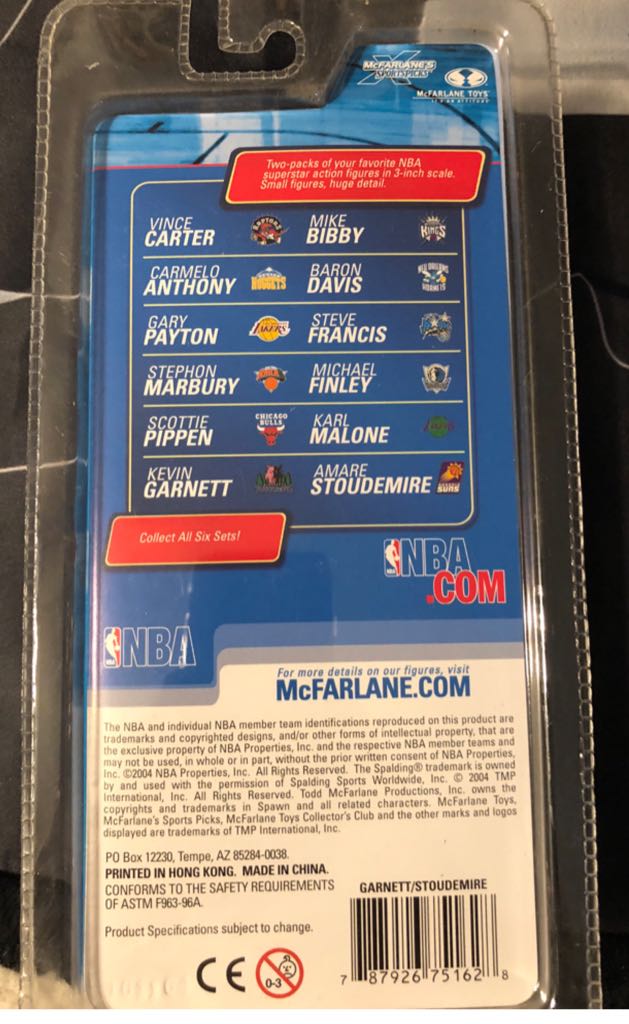 McFARLANE'S
SPORTSPICKS
McFARLANE TOYS
Two-packs of your favorite NBA
superstar action figures in 3-inch scale.
Small figures, huge detail.
VINCE CARTER RAPTORS MIKE BIBBY KINGS
CARMELO ANTHONY NUGGETS BARON DAVIS NEW ORLEANS HORNETS
GARY PAYTON LAKERS STEVE FRANCIS
STEPHON MARBURY MICHAEL FINLEY
SCOTTIE PIPPEN CHICAGO BULLS KARL MALONE
KEVIN GARNETT AMARE STOUDEMIRE SUNS
Collect All Six Sets!
NBA
.COM
NBA
For more details on our figures, visit
McFARLANE.COM
The NBA and individual NBA member team identifications reproduced on this product are
trademarks and copyrighted designs, and/or other forms of intellectual property, that are
the exclusive property of NBA Properties, Inc. and the respective NBA member teams and
may not be used, in whole or in part, without the prior written consent of NBA Properties,
Inc. ©2004 NBA Properties, Inc. All Rights Reserved. The Spalding® trademark is owned
by and used with the permission of Spalding Sports Worldwide, Inc. © 2004 TMP
International, Inc. All Rights Reserved. Todd McFarlane Productions, Inc. owns the
copyrights and trademarks in Spawn and all related characters. McFarlane Toys,
McFarlane's Sports Picks, McFarlane Toys Collector's Club and the other marks and logos
displayed are trademarks of TMP International, Inc.
PO Box 12230, Tempe, AZ 85284-0038.
PRINTED IN HONG KONG. MADE IN CHINA.
CONFORMS TO THE SAFETY REQUIREMENTS
OF ASTM F963-96A.
Product Specifications subject to change.
GARNETT/STOUDEMIRE
CE
0-3
7 87926 75162 8